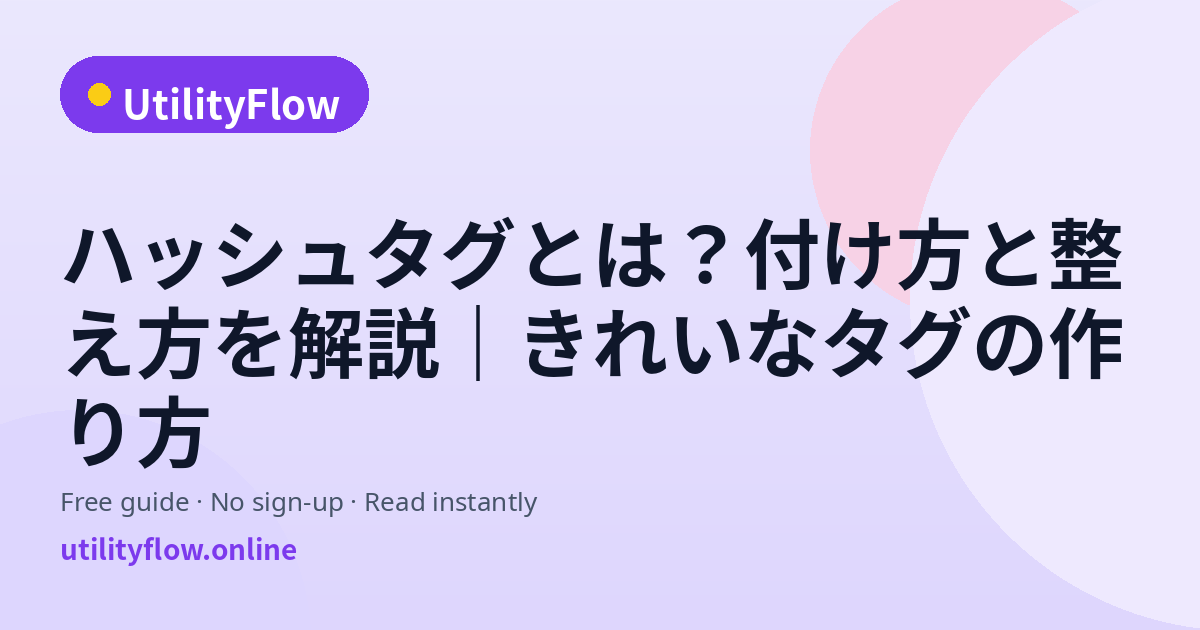 UtilityFlow
ハッシュタグとは？付け方と整
え方を解説｜きれいなタグの作
り方
Free guide · No sign-up · Read instantly
utilityflow.online